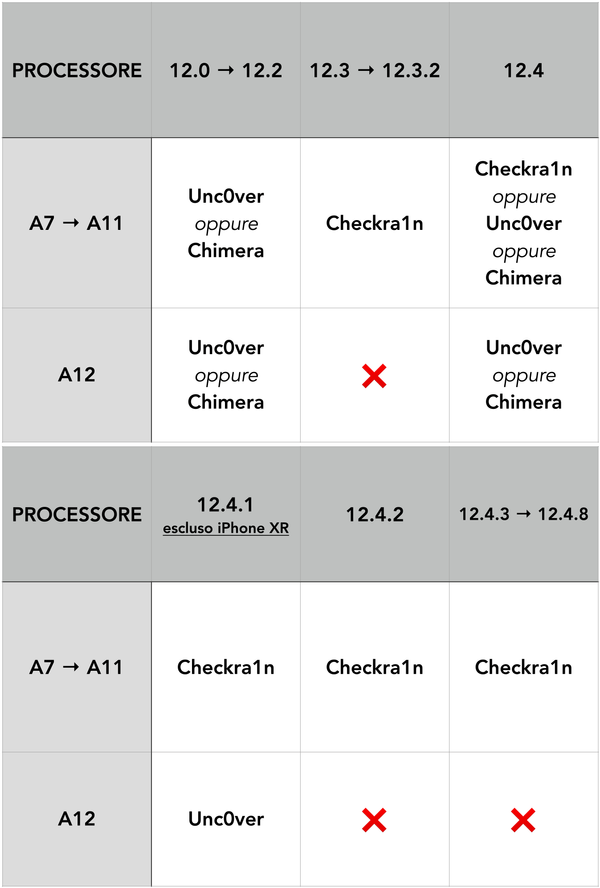 PROCESSORE 12.0 → 12.2 12.3 → 12.3.2 12.4
A7 → A11
Unc0ver
oppure
Chimera
Checkra1n
Checkra1n
oppure
Unc0ver
oppure
Chimera
A12
Unc0ver
oppure
Chimera
Unc0ver
oppure
Chimera
PROCESSORE
12.4.1
escluso iPhone XR
12.4.2
12.4.3 → 12.4.8
A7 → A11 Checkra1n Checkra1n Checkra1n
A12 Unc0ver